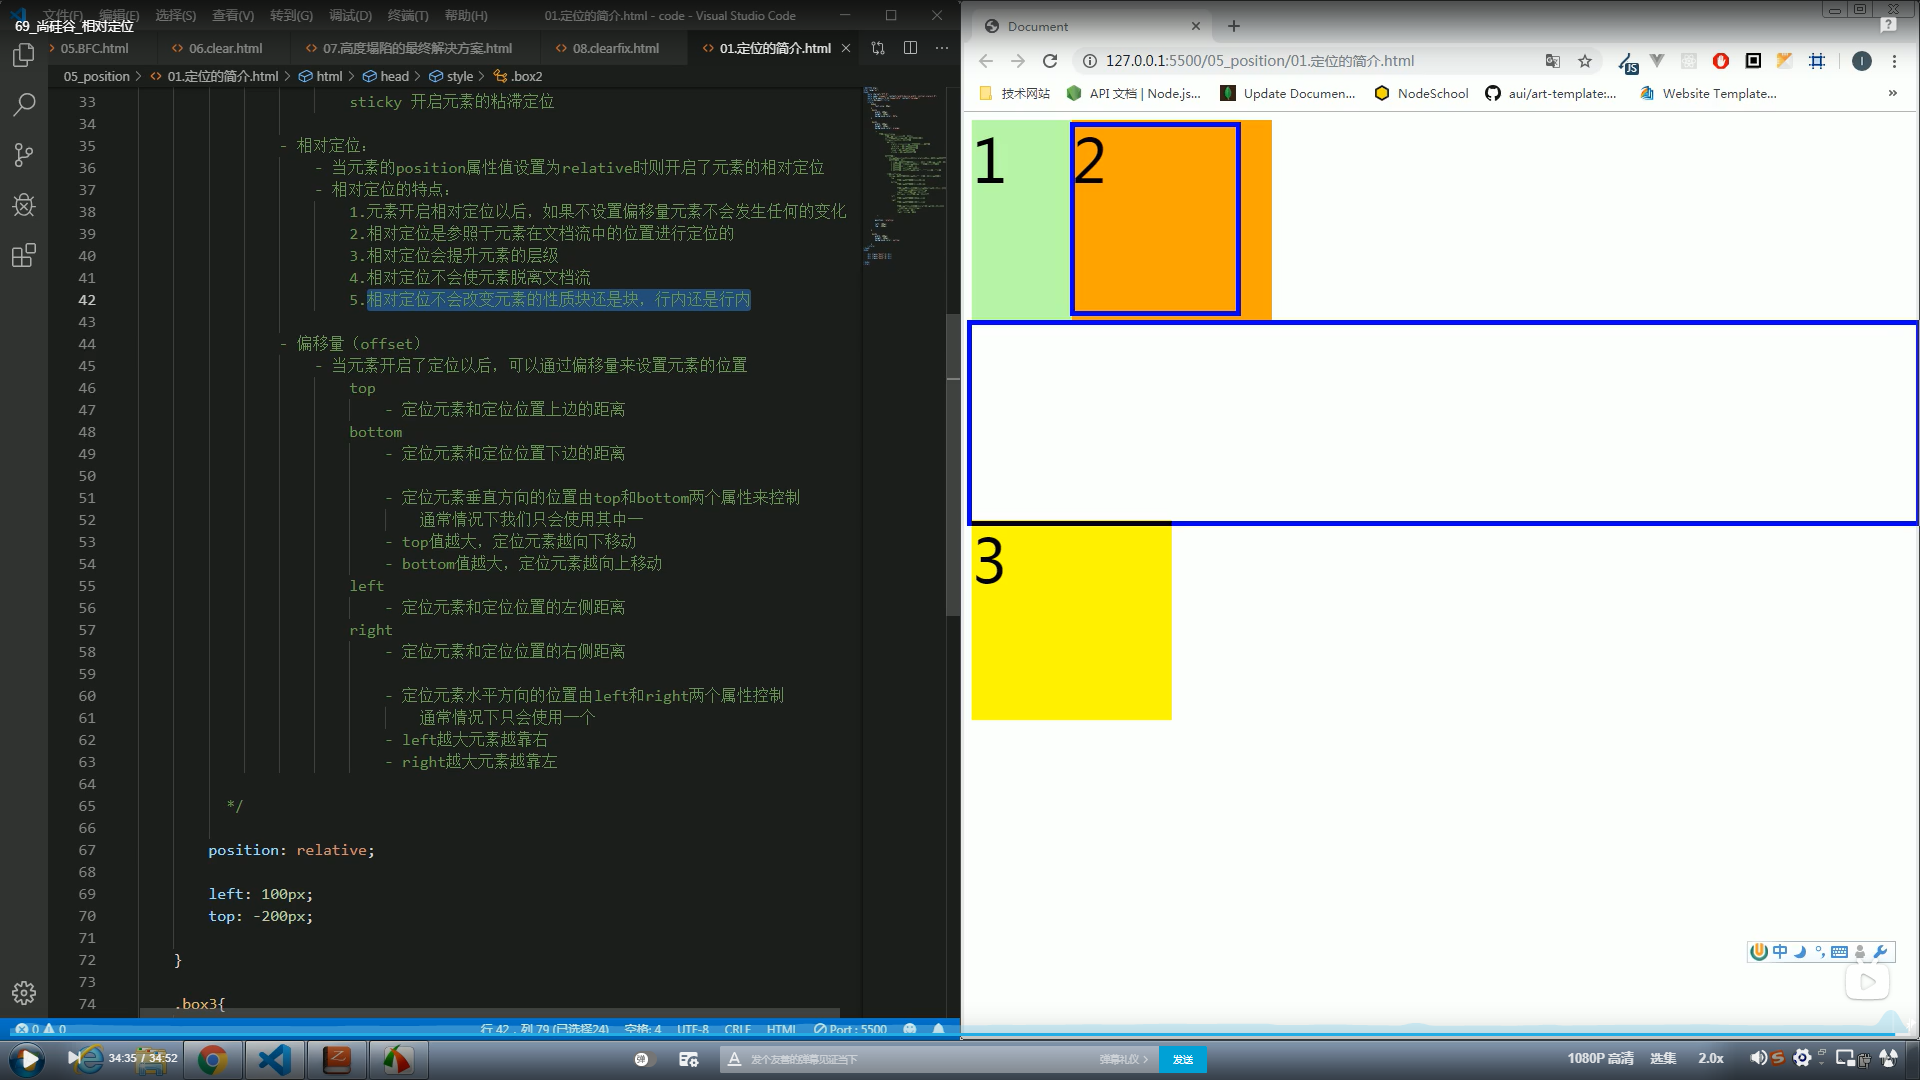 文件(F) 编辑(E) 选择(S) 查看(V) 转到(G) 调试(D) 终端(T) 帮助(H) 01.定位的简介.html - code - Visual Studio Code
69_尚硅谷_相对定位
05.BFC.html 06.clear.html 07.高度塌陷的最终解决方案.html 08.clearfix.html 01.定位的简介.html
05_position > 01.定位的简介.html > html > head > style > .box2
33 sticky 开启元素的粘滞定位
34
35 - 相对定位：
36 - 当元素的position属性值设置为relative时则开启了元素的相对定位
37 - 相对定位的特点：
38 1.元素开启相对定位以后，如果不设置偏移量元素不会发生任何的变化
39 2.相对定位是参照于元素在文档流中的位置进行定位的
40 3.相对定位会提升元素的层级
41 4.相对定位不会使元素脱离文档流
42 5.相对定位不会改变元素的性质块还是块，行内还是行内
43
44 - 偏移量（offset）
45 - 当元素开启了定位以后，可以通过偏移量来设置元素的位置
46 top
47 - 定位元素和定位位置上边的距离
48 bottom
49 - 定位元素和定位位置下边的距离
50
51 - 定位元素垂直方向的位置由top和bottom两个属性来控制
52 通常情况下我们只会使用其中一
53 - top值越大，定位元素越向下移动
54 - bottom值越大，定位元素越向上移动
55 left
56 - 定位元素和定位位置的左侧距离
57 right
58 - 定位元素和定位位置的右侧距离
59
60 - 定位元素水平方向的位置由left和right两个属性控制
61 通常情况下只会使用一个
62 - left越大元素越靠右
63 - right越大元素越靠左
64
65 */
66
67 position: relative;
68
69 left: 100px;
70 top: -200px;
71
72 }
73
74 .box3{
0 0 行 42，列 79 (已选择24) 空格: 4 UTF-8 CRLF HTML Port : 5500
Document
127.0.0.1:5500/05_position/01.定位的简介.html
技术网站 API 文档 | Node.js... Update Documen... NodeSchool aui/art-template:... Website Template... »
1 2
3
中
34:35 / 34:52 弹 发个友善的弹幕见证当下 弹幕礼仪 > 发送 1080P 高清 选集 2.0x